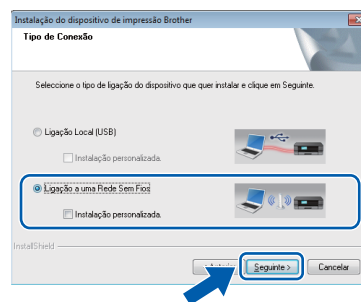 Instalação do dispositivo de impressão Brother
Tipo de Conexão
Seleccione o tipo de ligação do dispositivo que quer instalar e clique em Seguinte.
Ligação Local (USB)
Instalação personalizada.
Ligação a uma Rede Sem Fios
Instalação personalizada.
InstallShield
Seguinte > Cancelar